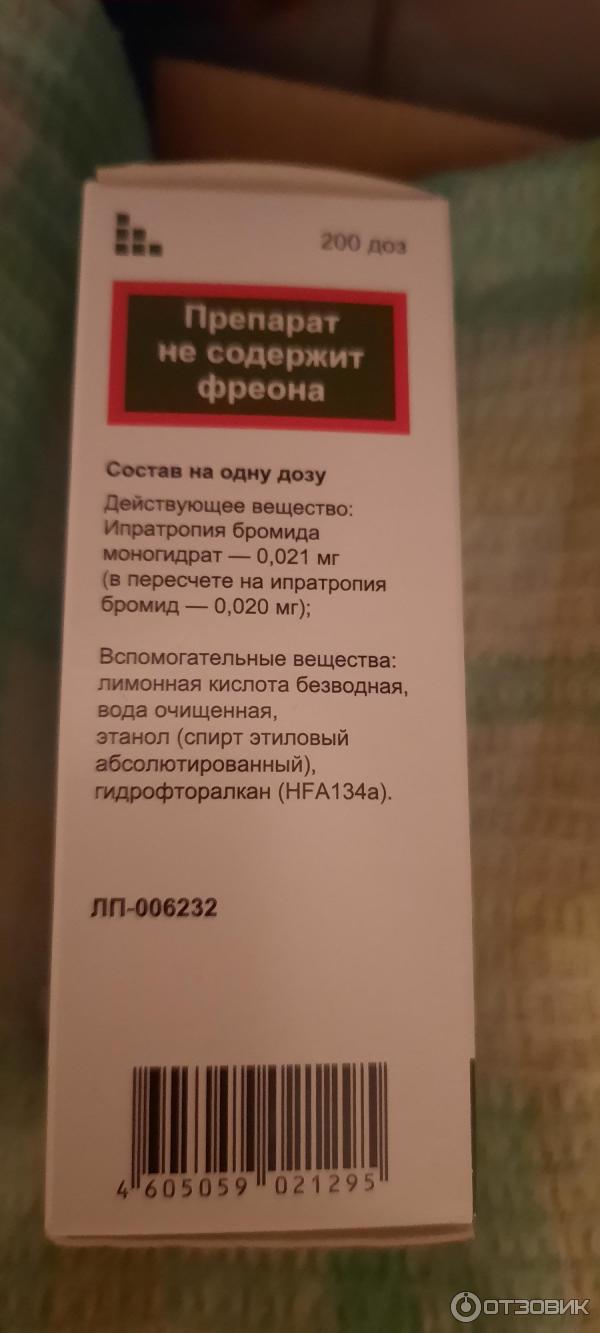 200 доз
Препарат
не содержит
фреона
Состав на одну дозу
Действующее вещество:
Ипратропия бромида
моногидрат — 0,021 мг
(в пересчете на ипратропия
бромид — 0,020 мг);
Вспомогательные вещества:
лимонная кислота безводная,
вода очищенная,
этанол (спирт этиловый
абсолютированный),
гидрофторалкан (HFA134a).
ЛП-006232
4 605059 021295
ОТЗОВИК